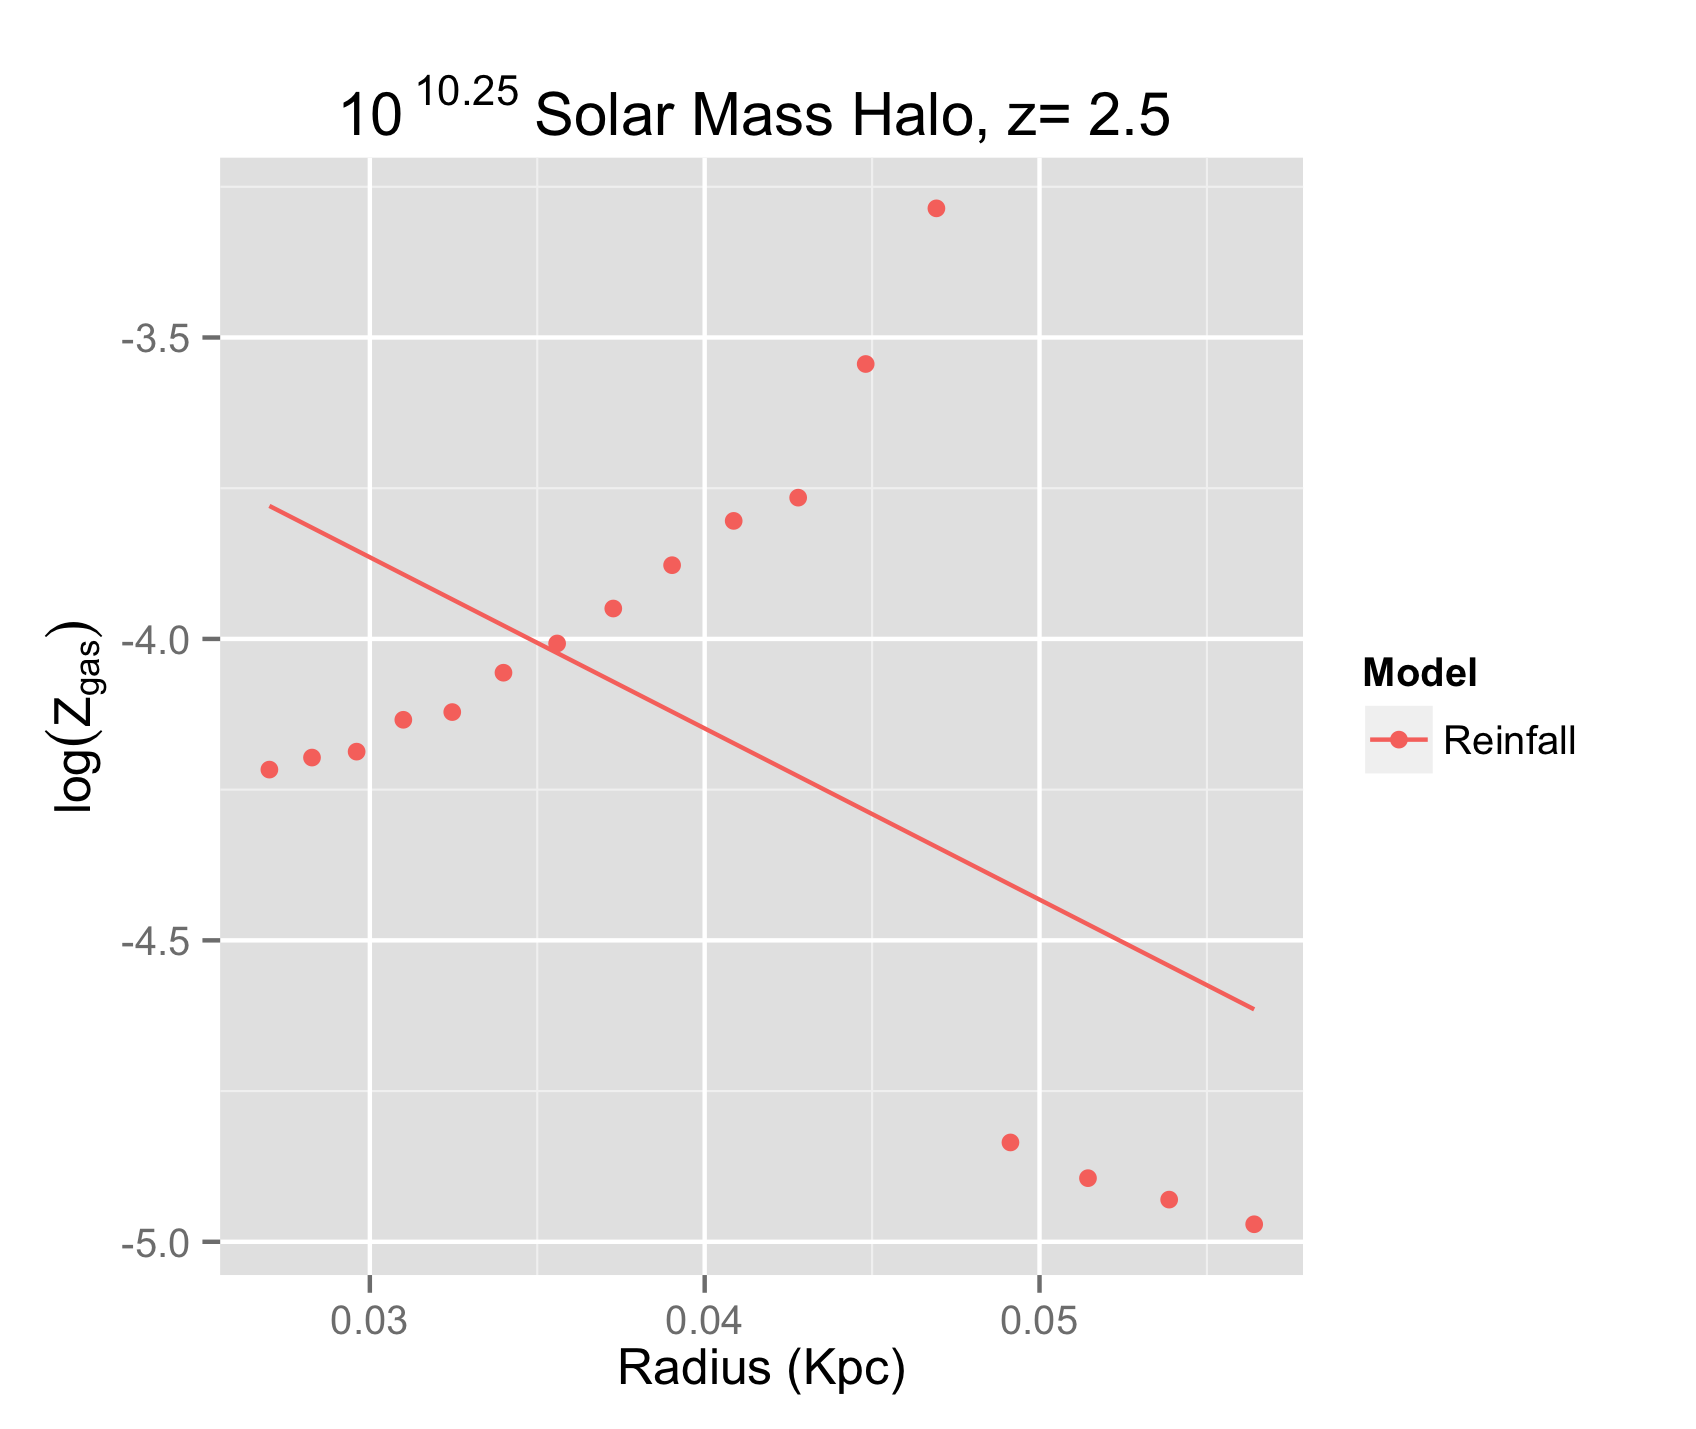 10 10.25 Solar Mass Halo, z= 2.5
-3.5
-4.0
-4.5
-5.0
log(Zgas)
0.03 0.04 0.05
Radius (Kpc)
Model
Reinfall